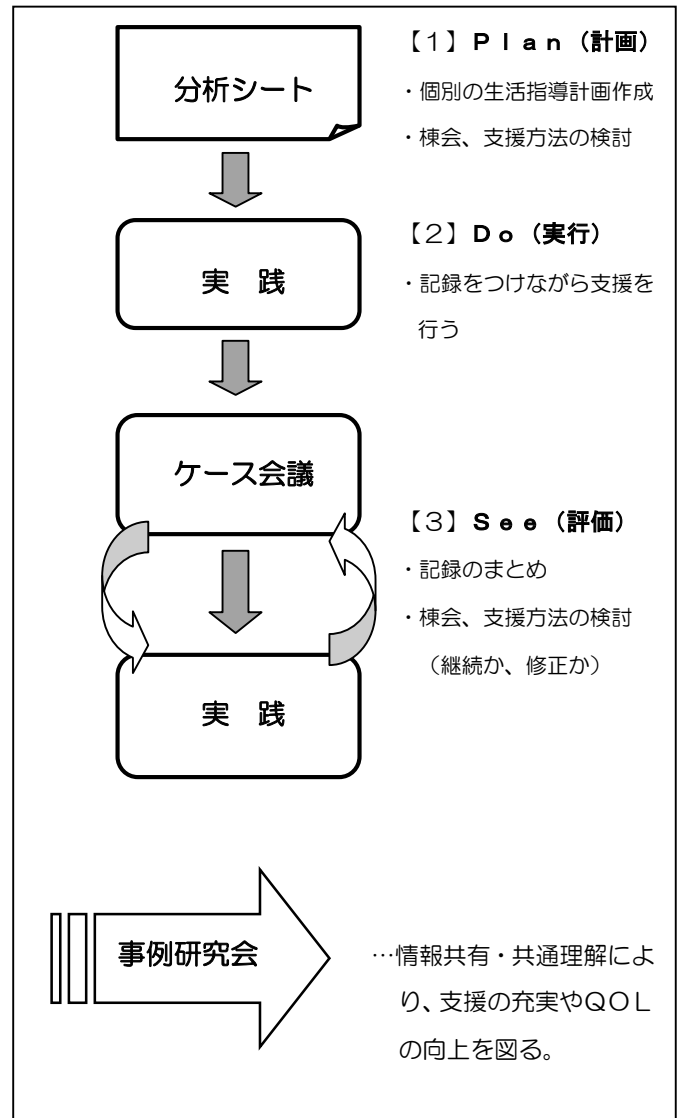 分析シート
【1】Plan(計画)
・個別の生活指導計画作成
・棟会、支援方法の検討
実 践
【2】Do(実行)
・記録をつけながら支援を
行う
ケース会議
【3】See(評価)
・記録のまとめ
・棟会、支援方法の検討
(継続か、修正か)
実 践
事例研究会
…情報共有・共通理解によ
り、支援の充実やQOL
の向上を図る。